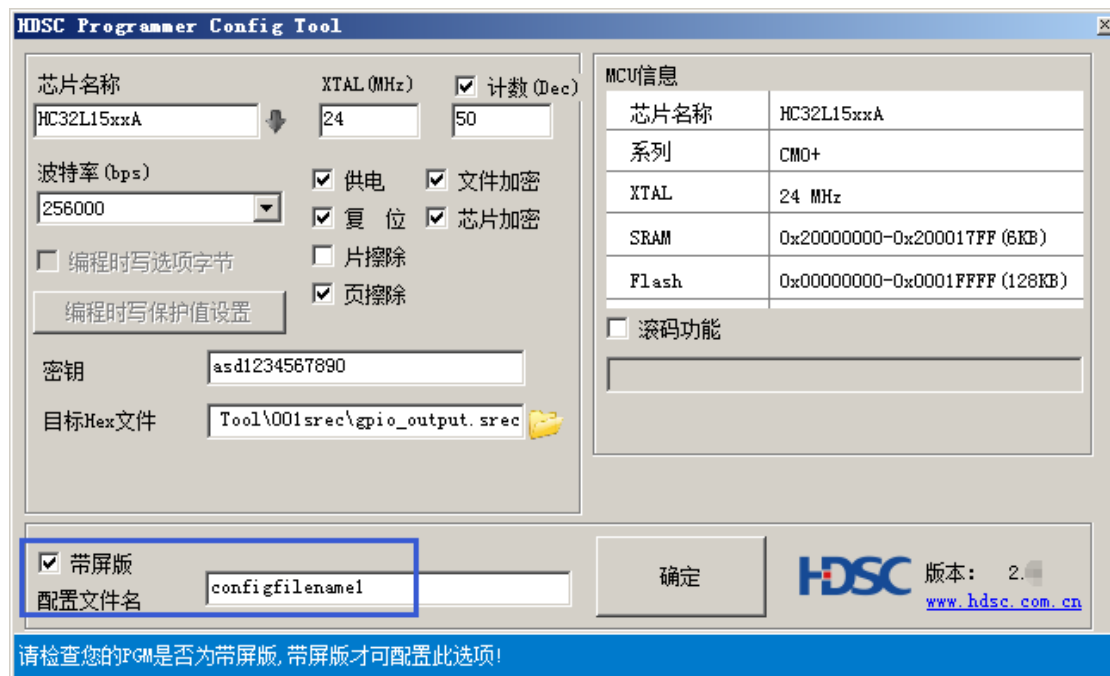 HDSC Programmer Config Tool
芯片名称
XTAL(MHz)
计数(Dec)
HC32L15xxA
24
50
波特率(bps)
供电
文件加密
256000
复 位
芯片加密
编程时写选项字节
片擦除
页擦除
编程时写保护值设置
密钥
asd1234567890
目标Hex文件
Tool\001srec\gpio_output.srec
MCU信息
芯片名称 HC32L15xxA
系列 CM0+
XTAL 24 MHz
SRAM 0x20000000-0x200017FF(6KB)
Flash 0x00000000-0x0001FFFF(128KB)
滚码功能
带屏版
配置文件名
configfilename1
确定
HDSC
版本: 2.
www.hdsc.com.cn
请检查您的PGM是否为带屏版,带屏版才可配置此选项!